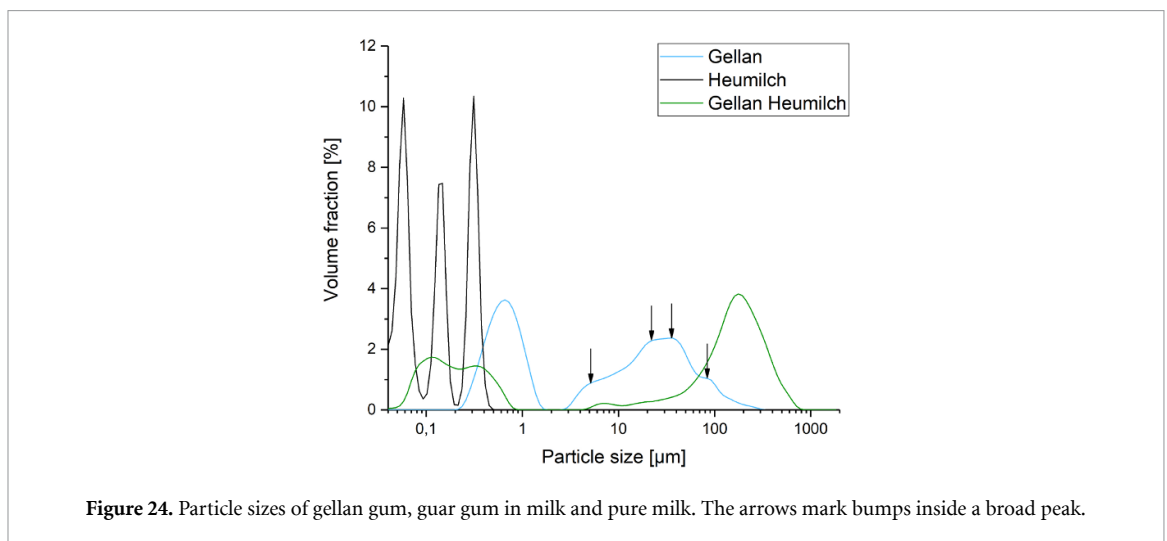 12
10
8
6
4
2
0
Volume fraction [%]
Gellan
Heumilch
Gellan Heumilch
0,1
1
10
100
1000
Particle size [µm]
Figure 24. Particle sizes of gellan gum, guar gum in milk and pure milk. The arrows mark bumps inside a broad peak.